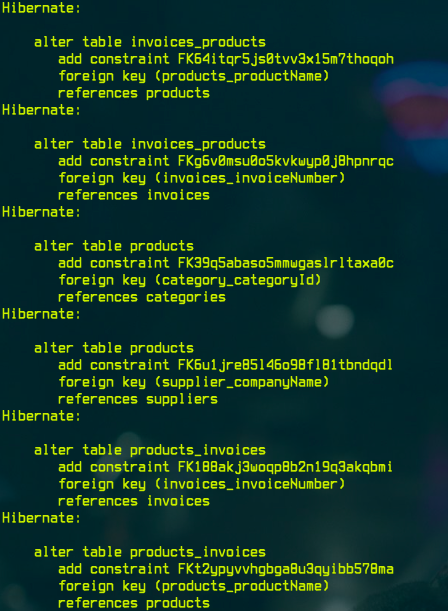 Hibernate:
alter table invoices_products
add constraint FK64itqr5js0tvv3x15m7thoqoh
foreign key (products_productName)
references products
Hibernate:
alter table invoices_products
add constraint FKg6v0msu0o5kvkwyp0j8hpnrqc
foreign key (invoices_invoiceNumber)
references invoices
Hibernate:
alter table products
add constraint FK39q5abaso5mmwgaslrltaxa0c
foreign key (category_categoryId)
references categories
Hibernate:
alter table products
add constraint FK6u1jre85l46o98fl81tbndqdl
foreign key (supplier_companyName)
references suppliers
Hibernate:
alter table products_invoices
add constraint FK188akj3woqp8b2n19q3akqbmi
foreign key (invoices_invoiceNumber)
references invoices
Hibernate:
alter table products_invoices
add constraint FKt2ypyvvhgbga8u3qyibb578ma
foreign key (products_productName)
references products